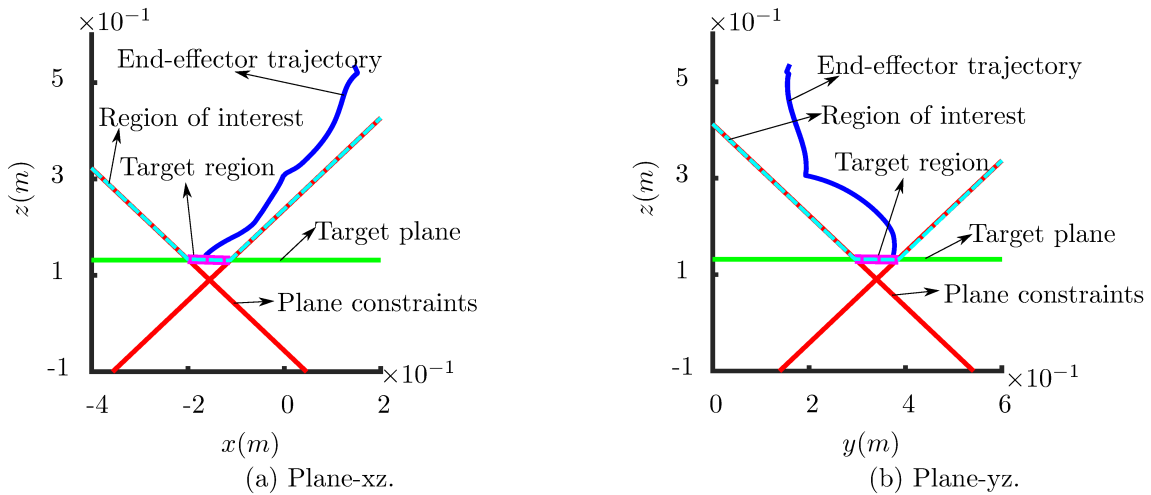 ×10⁻¹
End-effector trajectory
5
Region of interest
Target region
3
z(m)
Target plane
1
Plane constraints
-1
×10⁻¹
-4 -2 0 2
x(m)
(a) Plane-xz.
×10⁻¹
End-effector trajectory
5
Region of interest
Target region
3
z(m)
Target plane
1
Plane constraints
-1
×10⁻¹
0 2 4 6
y(m)
(b) Plane-yz.